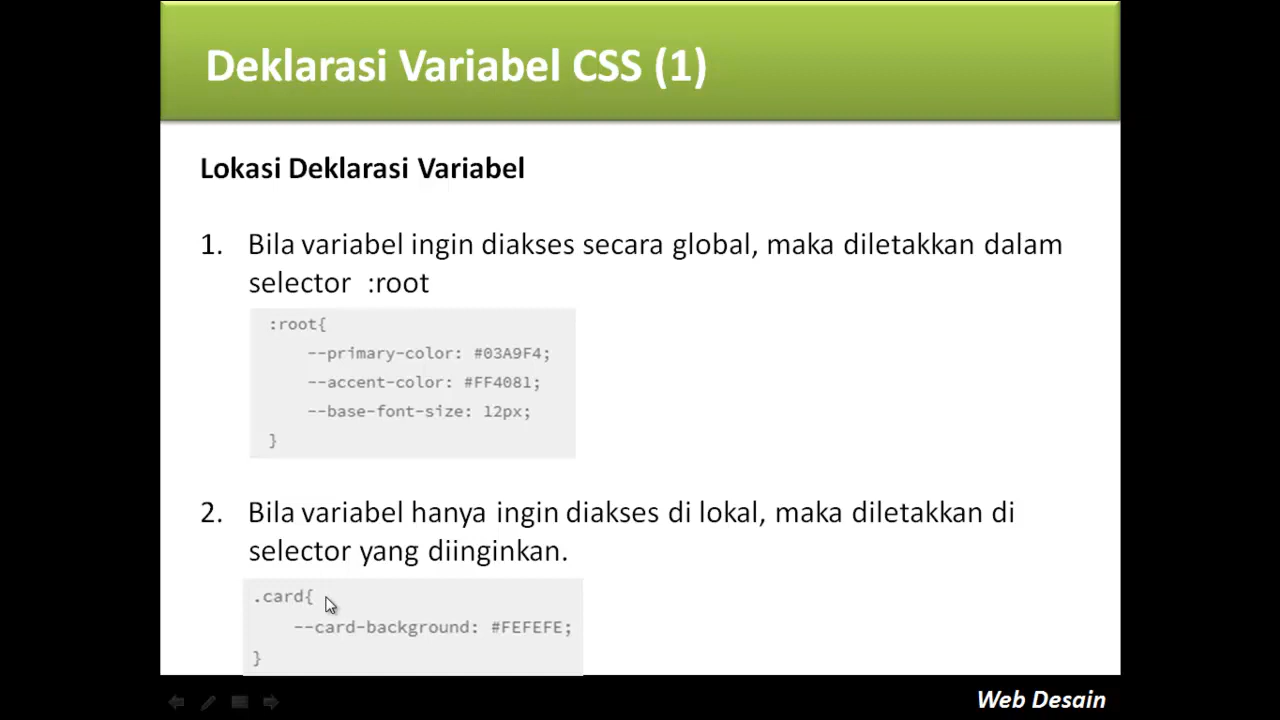 Deklarasi Variabel CSS (1)
Lokasi Deklarasi Variabel
1. Bila variabel ingin diakses secara global, maka diletakkan dalam
selector :root
:root{
--primary-color: #03A9F4;
--accent-color: #FF4081;
--base-font-size: 12px;
}
2. Bila variabel hanya ingin diakses di lokal, maka diletakkan di
selector yang diinginkan.
.card{
--card-background: #FEFEFE;
}
Web Desain